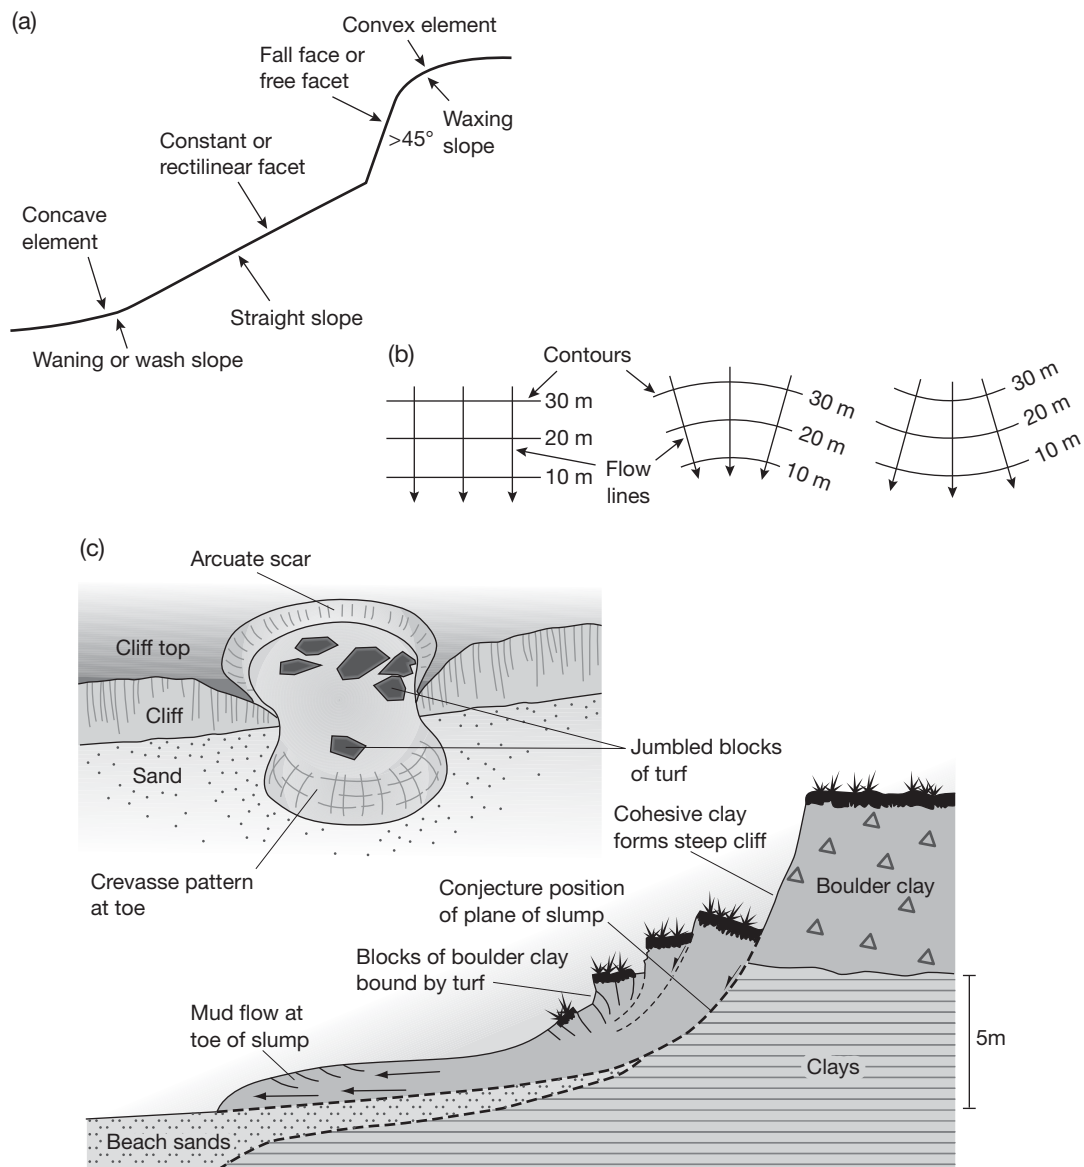 (a)
Convex element
Fall face or
free facet
Waxing
slope
>45°
Constant or
rectilinear facet
Concave
element
Straight slope
Waning or wash slope
(b)
Contours
30 m
20 m
10 m
Flow
lines
30 m
20 m
10 m
30 m
20 m
10 m
(c)
Arcuate scar
Cliff top
Cliff
Sand
Jumbled blocks
of turf
Crevasse pattern
at toe
Cohesive clay
forms steep cliff
Conjecture position
of plane of slump
Boulder clay
Blocks of boulder clay
bound by turf
Mud flow at
toe of slump
5m
Clays
Beach sands